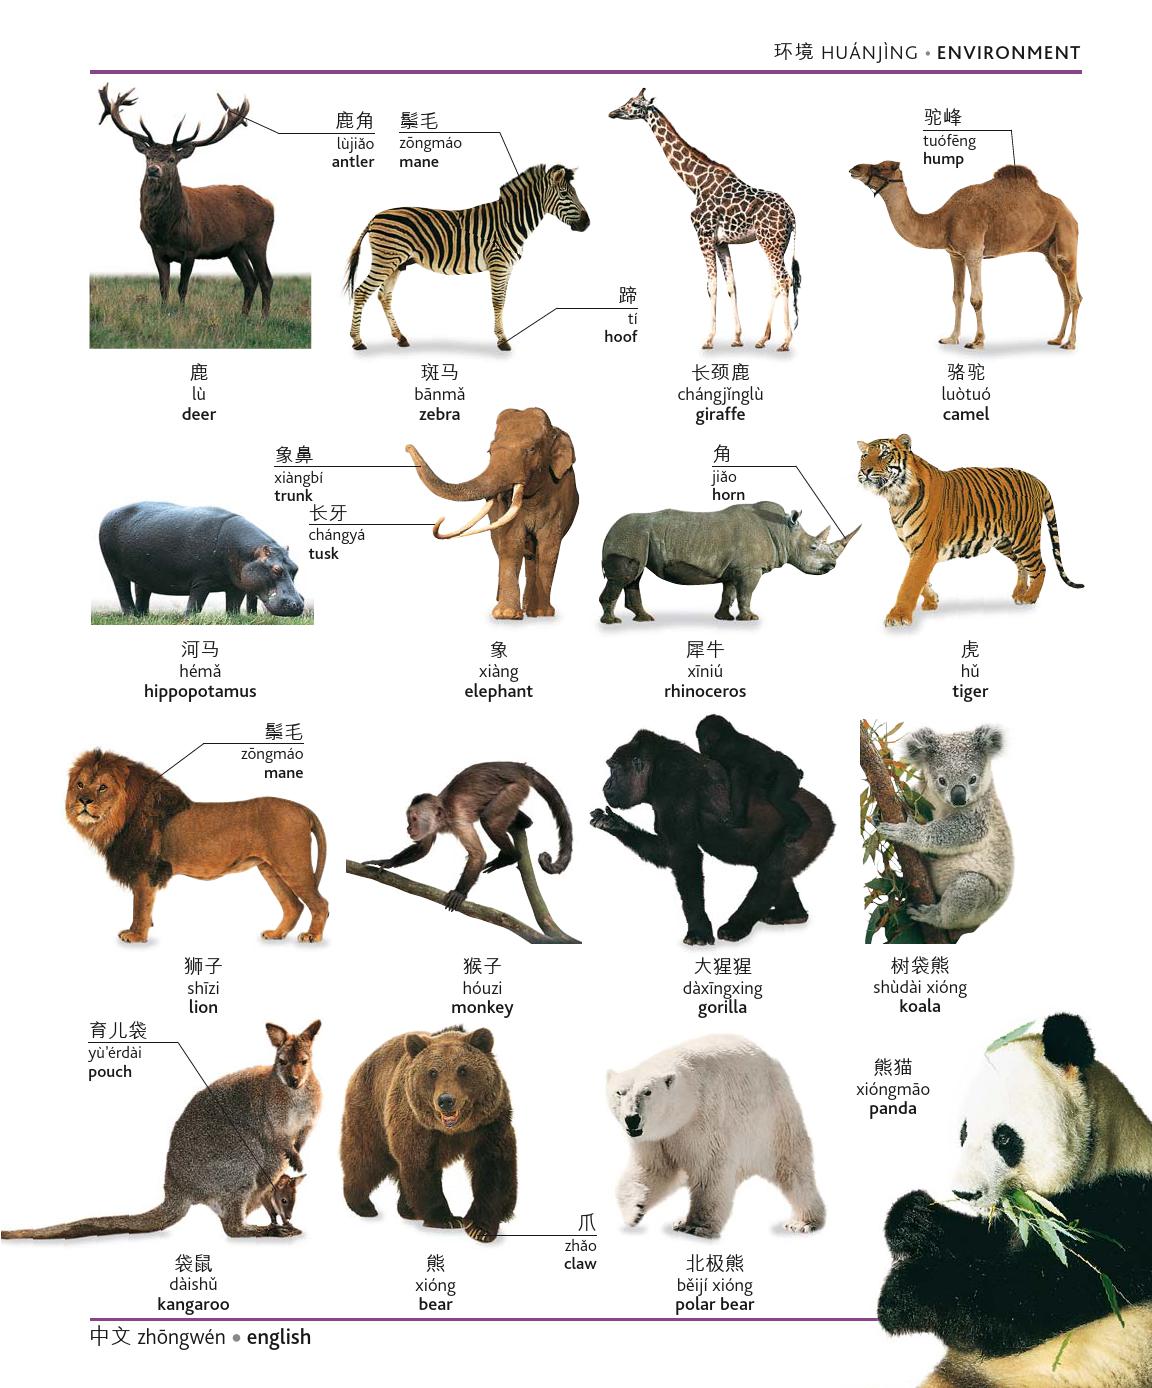 环境 HUÁNJÌNG • ENVIRONMENT
鹿角
lùjiǎo
antler
鬃毛
zōngmáo
mane
驼峰
tuófēng
hump
蹄
tí
hoof
鹿
lù
deer
斑马
bānmǎ
zebra
长颈鹿
chángjǐnglù
giraffe
骆驼
luòtuó
camel
象鼻
xiàngbí
trunk
长牙
chángyá
tusk
角
jiǎo
horn
河马
hémǎ
hippopotamus
象
xiàng
elephant
犀牛
xīniú
rhinoceros
虎
hǔ
tiger
鬃毛
zōngmáo
mane
狮子
shīzi
lion
猴子
hóuzi
monkey
大猩猩
dàxīngxing
gorilla
树袋熊
shùdài xióng
koala
育儿袋
yù'érdài
pouch
熊猫
xióngmāo
panda
爪
zhǎo
claw
袋鼠
dàishǔ
kangaroo
熊
xióng
bear
北极熊
běijí xióng
polar bear
中文 zhōngwén • english